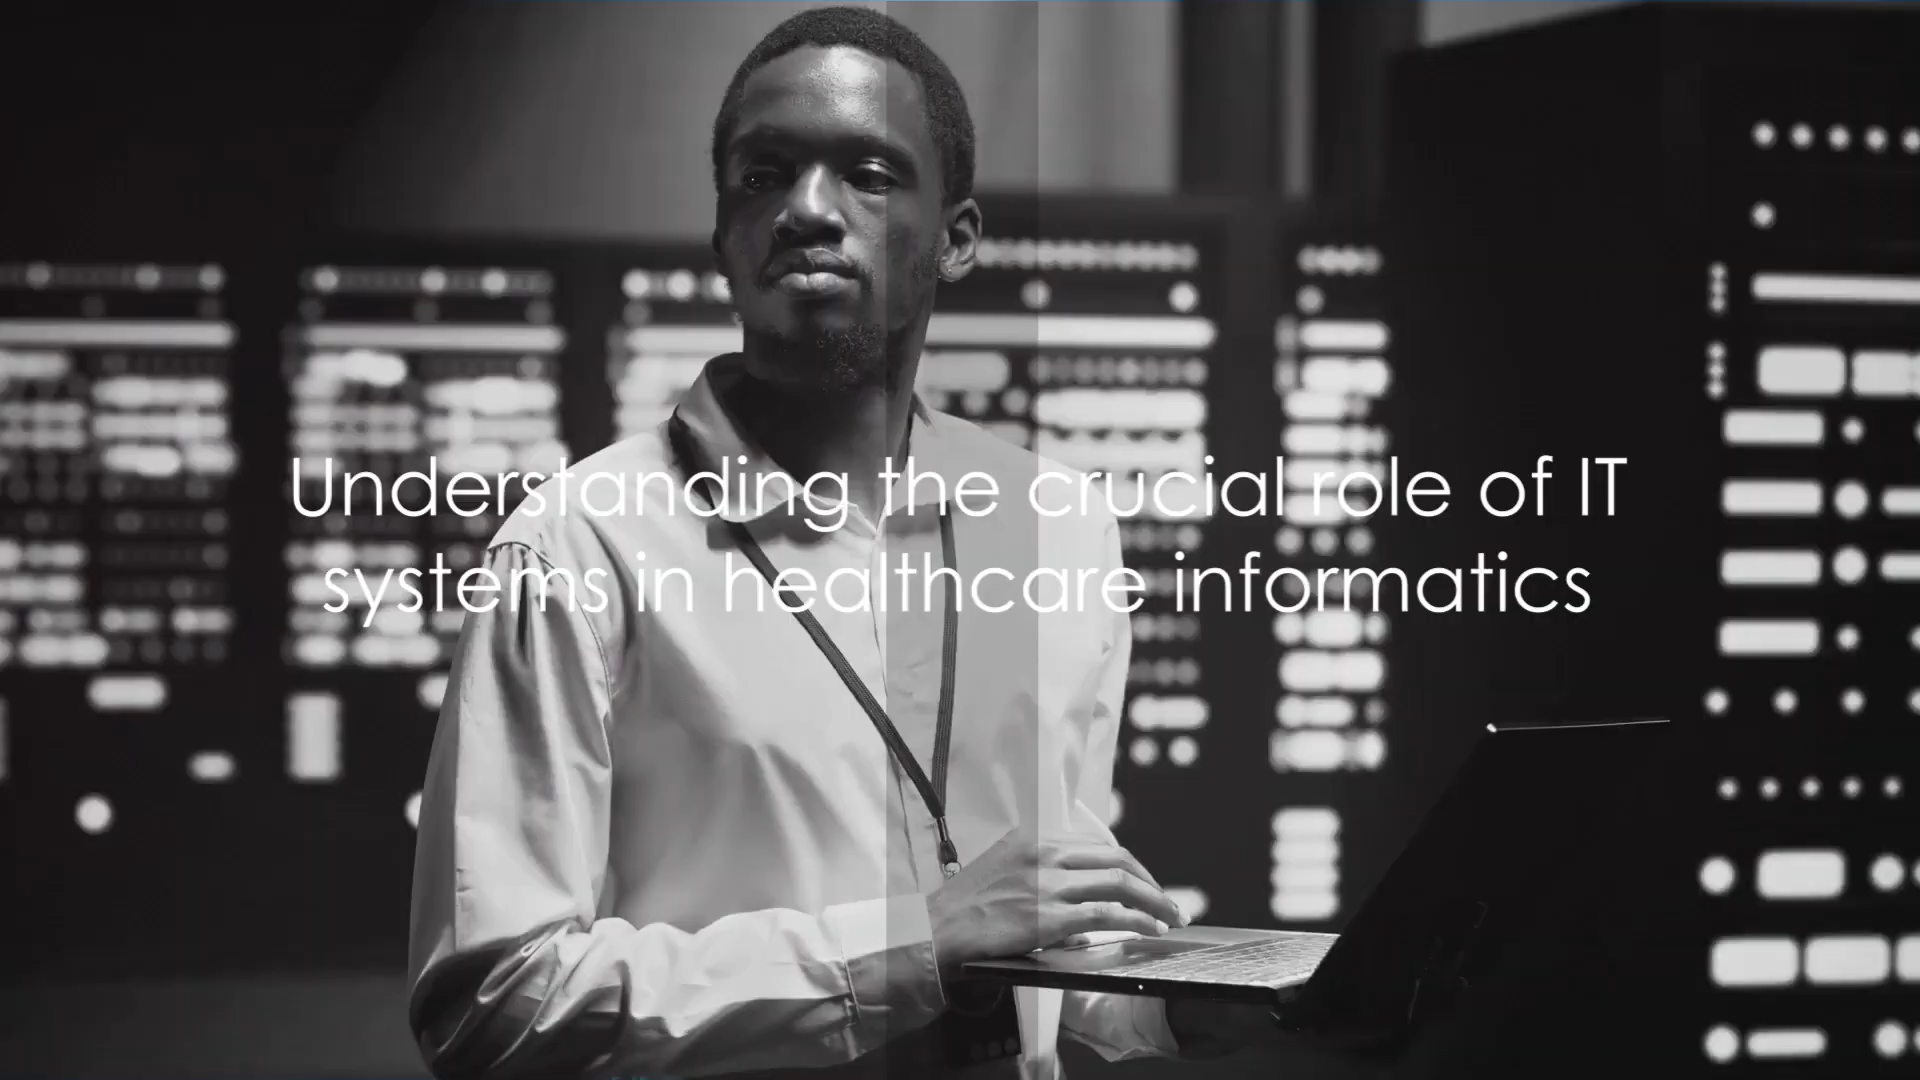 Understanding the crucial role of IT
systems in healthcare informatics